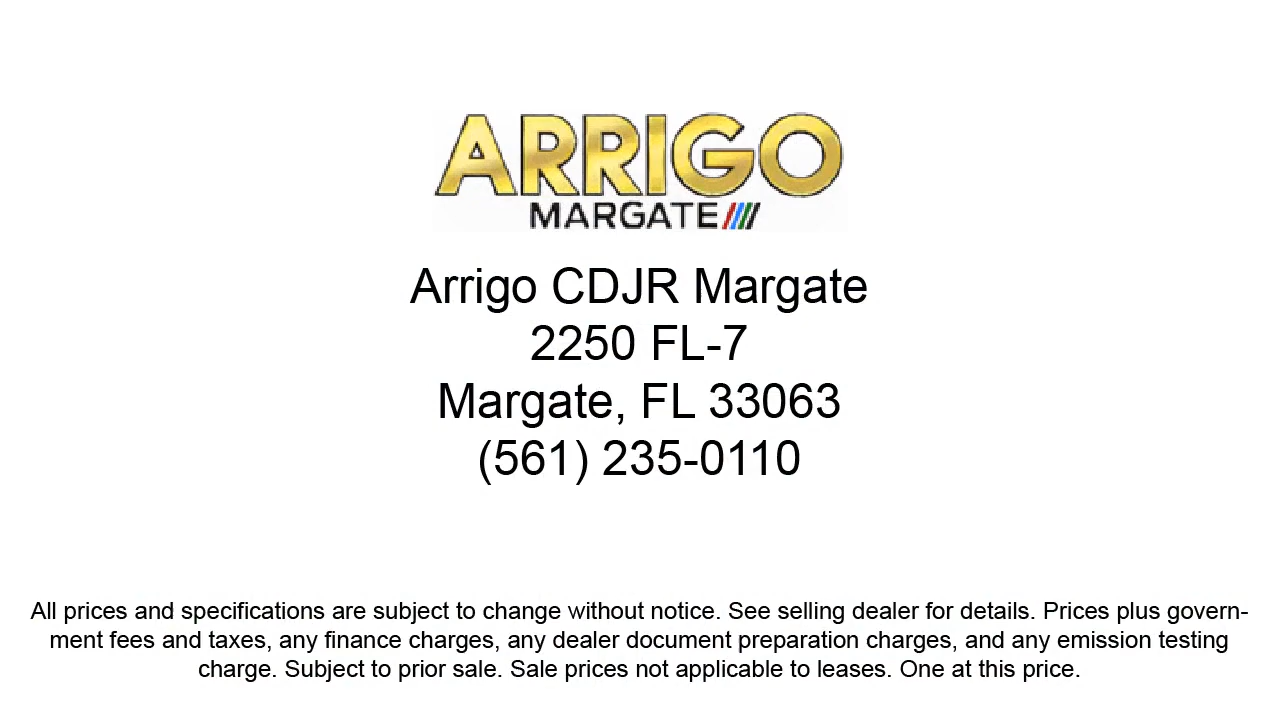 ARRIGO
MARGATE
Arrigo CDJR Margate
2250 FL-7
Margate, FL 33063
(561) 235-0110
All prices and specifications are subject to change without notice. See selling dealer for details. Prices plus govern-
ment fees and taxes, any finance charges, any dealer document preparation charges, and any emission testing
charge. Subject to prior sale. Sale prices not applicable to leases. One at this price.